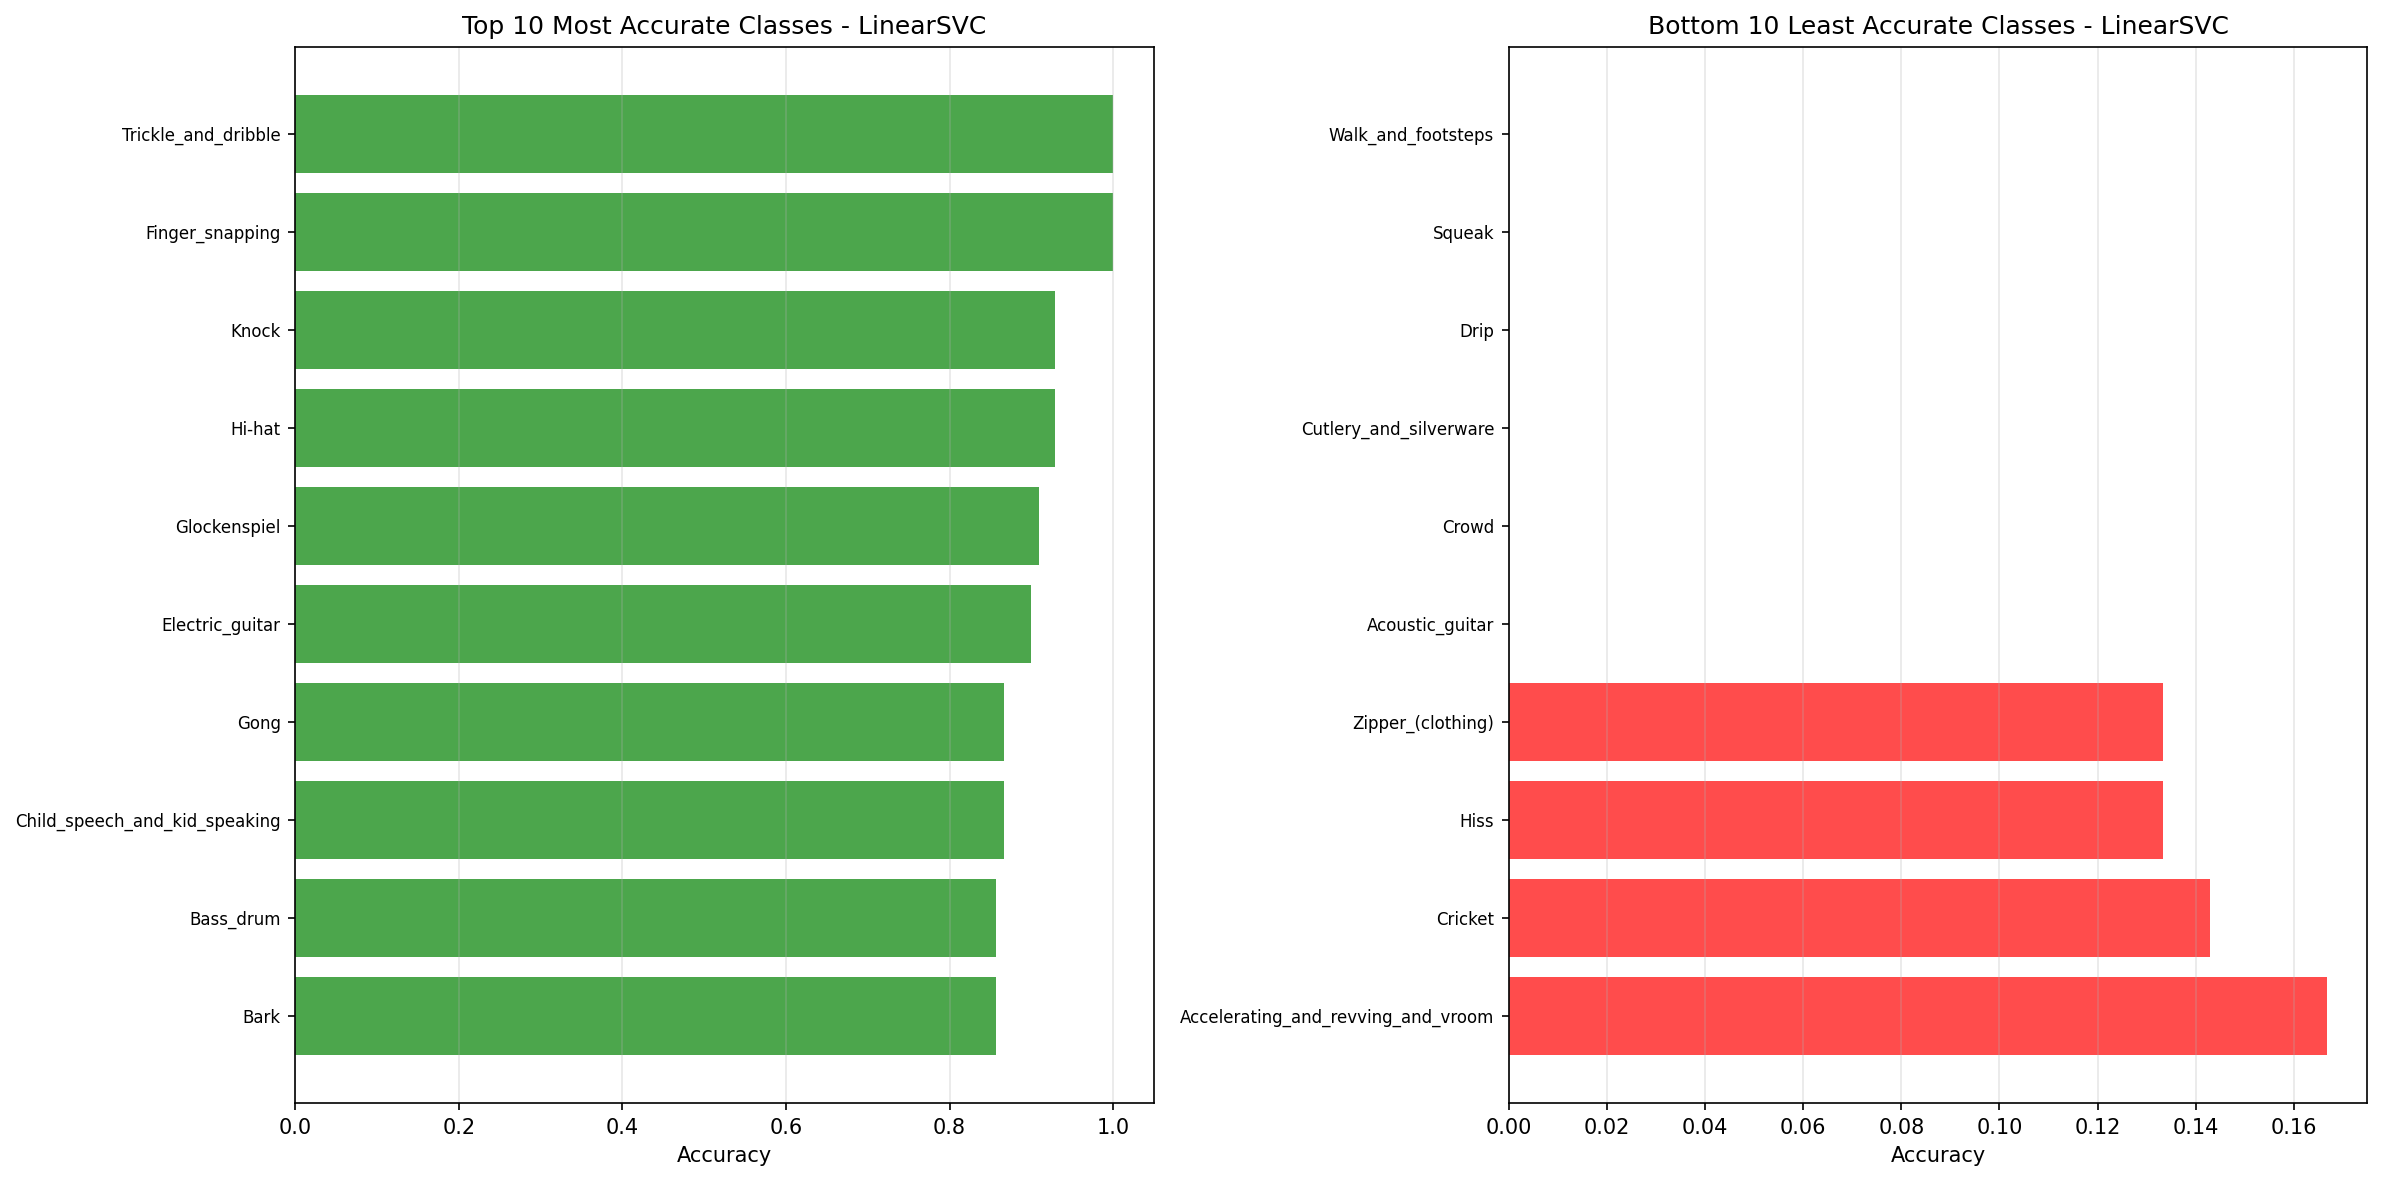 Top 10 Most Accurate Classes - LinearSVC
Trickle_and_dribble
Finger_snapping
Knock
Hi-hat
Glockenspiel
Electric_guitar
Gong
Child_speech_and_kid_speaking
Bass_drum
Bark
0.0 0.2 0.4 0.6 0.8 1.0
Accuracy
Bottom 10 Least Accurate Classes - LinearSVC
Walk_and_footsteps
Squeak
Drip
Cutlery_and_silverware
Crowd
Acoustic_guitar
Zipper_(clothing)
Hiss
Cricket
Accelerating_and_revving_and_vroom
0.00 0.02 0.04 0.06 0.08 0.10 0.12 0.14 0.16
Accuracy